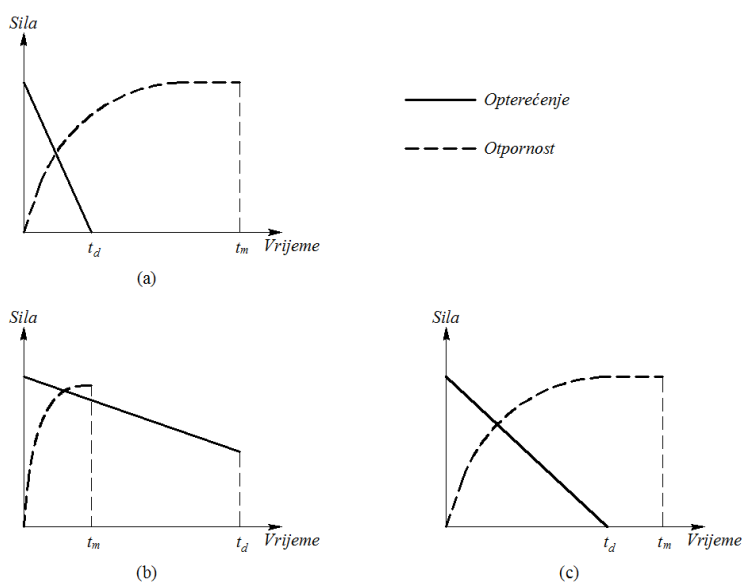 Sila
Opterećenje
Otpornost
t_d
t_m
Vrijeme
(a)
Sila
t_m
t_d
Vrijeme
(b)
Sila
t_d
t_m
Vrijeme
(c)